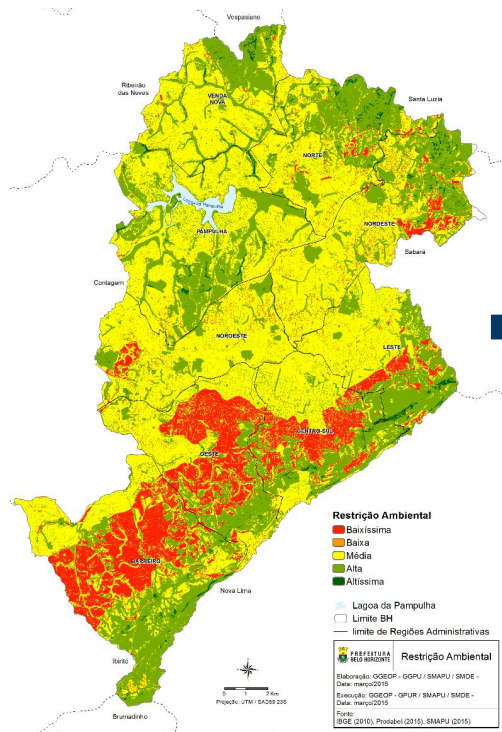 Vespasiano
Ribeirão
das Neves
VENDA
NOVA
Santa Luzia
NORTE
Lagoa da Pampulha
NORDESTE
PAMPULHA
Sabará
Contagem
NOROESTE
LESTE
CENTRO-SUL
OESTE
BARREIRO
Nova Lima
Ibirité
Brumadinho
0 1 2 Km
Projeção: UTM / SAD69 23S
Restrição Ambiental
Baixíssima
Baixa
Média
Alta
Altíssima
Lagoa da Pampulha
Limite BH
limite de Regiões Administrativas
PREFEITURA
BELO HORIZONTE
Restrição Ambiental
Elaboração: GGEOP - GGPU / SMAPU / SMDE -
Data: março/2015
Execução: GGEOP - GPUR / SMAPU / SMDE -
Data: março/2015
Fonte:
IBGE (2010), Prodabel (2015), SMAPU (2015)